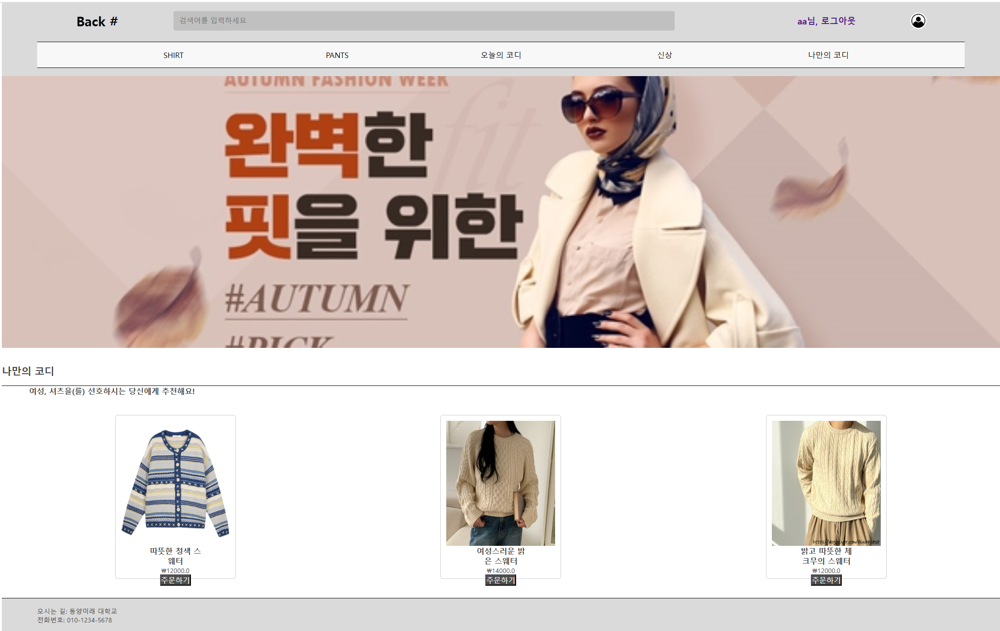 Back #
검색어를 입력하세요
aa님, 로그아웃
SHIRT PANTS 오늘의 코디 신상 나만의 코디
AUTUMN FASHION WEEK
fit
완벽한
핏을 위한
#AUTUMN
#PICK
나만의 코디
여성, 셔츠을(를) 선호하시는 당신에게 추천해요!
따뜻한 청색 스
웨터
₩12000.0
주문하기
여성스러운 밝
은 스웨터
₩14000.0
주문하기
https://blog.naver.com/kkuuhh5828
밝고 따뜻한 체
크무의 스웨터
₩12000.0
주문하기
오시는 길: 동양미래 대학교
전화번호: 010-1234-5678